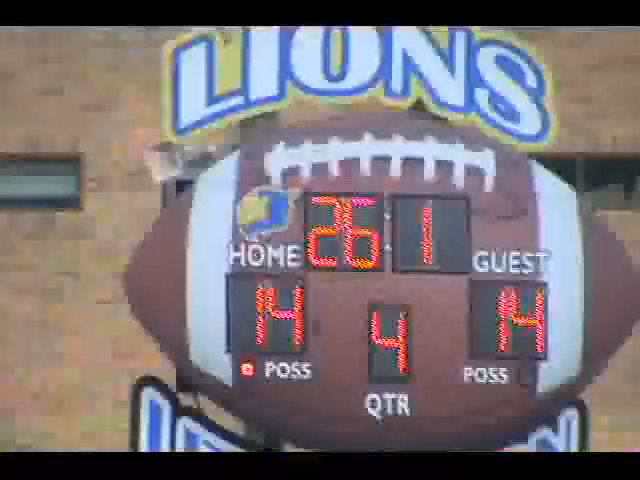 LIONS
26 : 1
HOME GUEST
14 14
4
POSS POSS
QTR